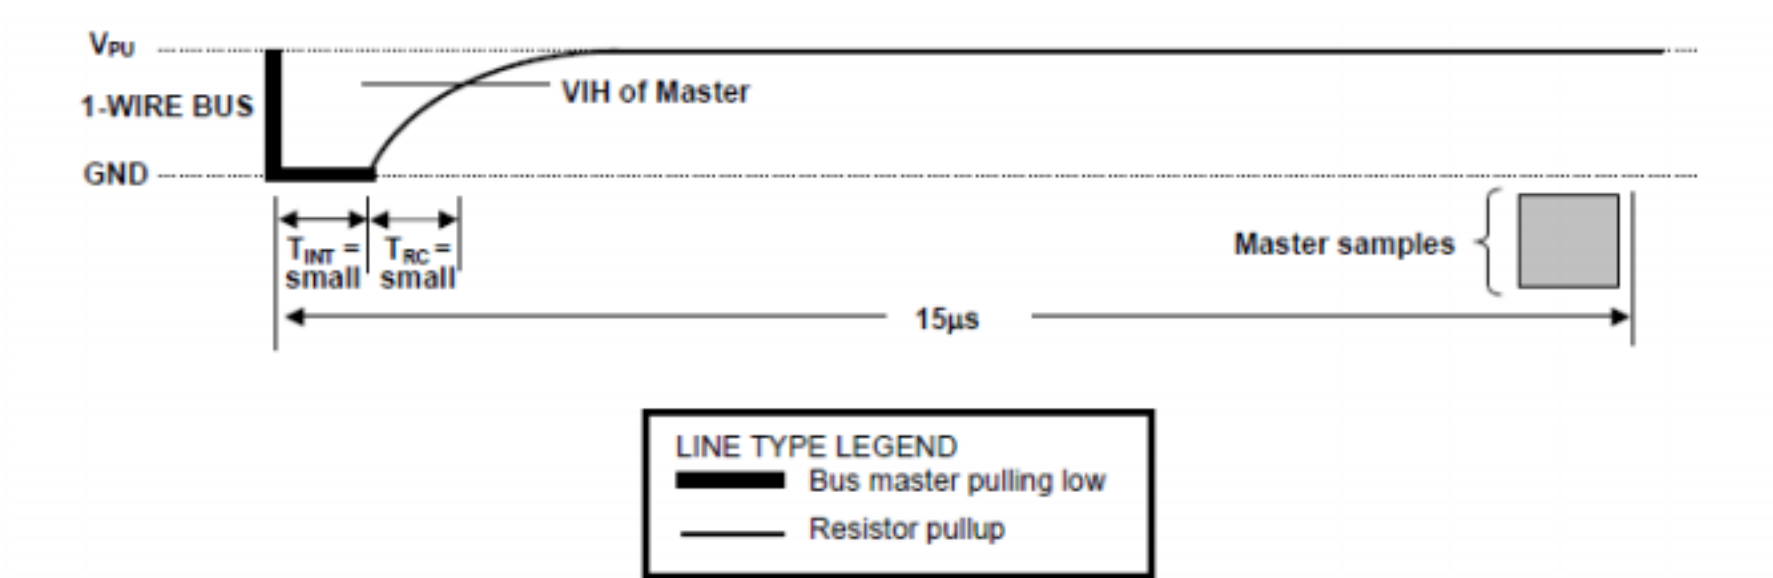 VPU
VIH of Master
1-WIRE BUS
GND
TINT = small
TRC = small
Master samples
15µs
LINE TYPE LEGEND
Bus master pulling low
Resistor pullup